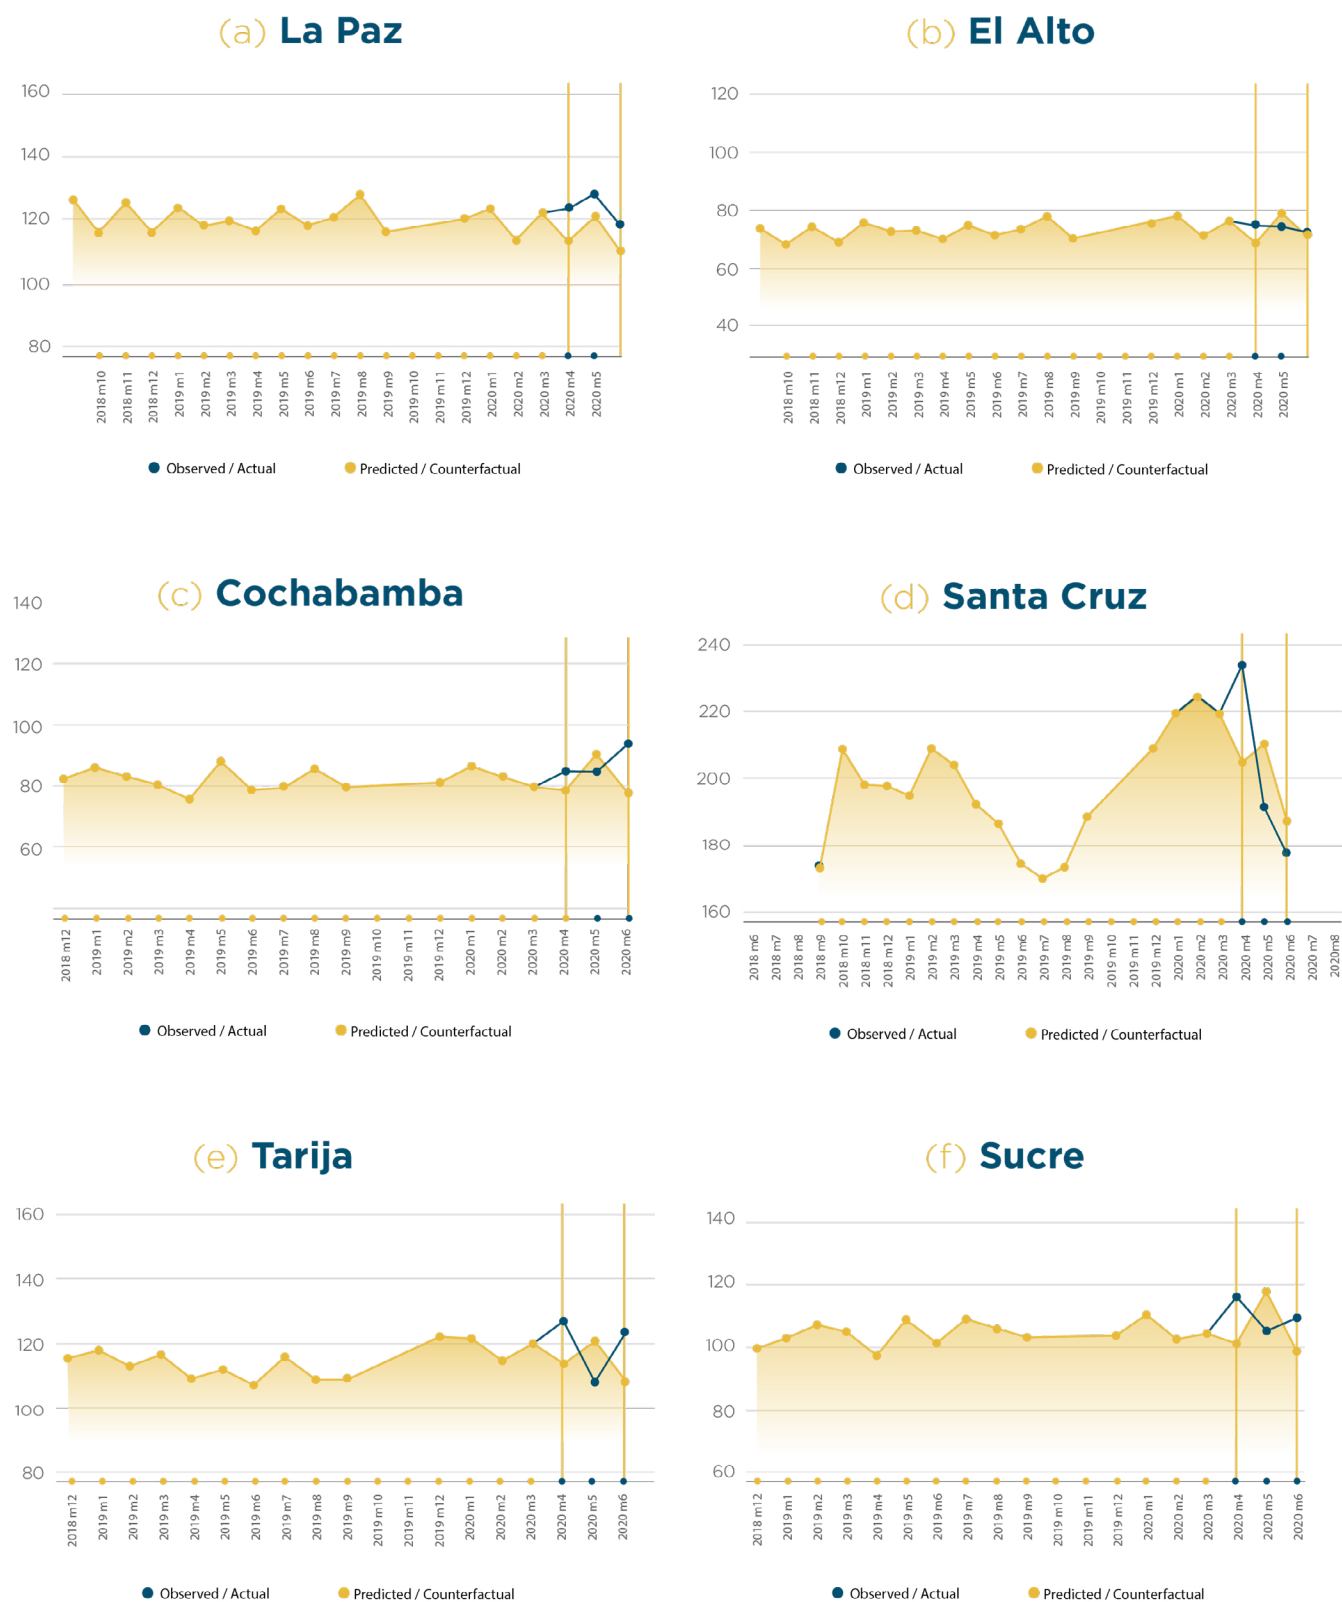 (a) La Paz
160
140
120
100
80
2018 m10
2018 m11
2018 m12
2019 m1
2019 m2
2019 m3
2019 m4
2019 m5
2019 m6
2019 m7
2019 m8
2019 m9
2019 m10
2019 m11
2019 m12
2020 m1
2020 m2
2020 m3
2020 m4
2020 m5
Observed / Actual
Predicted / Counterfactual
(b) El Alto
120
100
80
60
40
2018 m10
2018 m11
2018 m12
2019 m1
2019 m2
2019 m3
2019 m4
2019 m5
2019 m6
2019 m7
2019 m8
2019 m9
2019 m10
2019 m11
2019 m12
2020 m1
2020 m2
2020 m3
2020 m4
2020 m5
Observed / Actual
Predicted / Counterfactual
(c) Cochabamba
140
120
100
80
60
2018 m12
2019 m1
2019 m2
2019 m3
2019 m4
2019 m5
2019 m6
2019 m7
2019 m8
2019 m9
2019 m10
2019 m11
2019 m12
2020 m1
2020 m2
2020 m3
2020 m4
2020 m5
2020 m6
Observed / Actual
Predicted / Counterfactual
(d) Santa Cruz
240
220
200
180
160
2018 m6
2018 m7
2018 m8
2018 m9
2018 m10
2018 m11
2018 m12
2019 m1
2019 m2
2019 m3
2019 m4
2019 m5
2019 m6
2019 m7
2019 m8
2019 m9
2019 m10
2019 m11
2019 m12
2020 m1
2020 m2
2020 m3
2020 m4
2020 m5
2020 m6
2020 m7
2020m8
Observed / Actual
Predicted / Counterfactual
(e) Tarija
160
140
120
100
80
2018 m12
2019 m1
2019 m2
2019 m3
2019 m4
2019 m5
2019 m6
2019 m7
2019 m8
2019 m9
2019 m10
2019 m11
2019 m12
2020 m1
2020 m2
2020 m3
2020 m4
2020 m5
2020 m6
Observed / Actual
Predicted / Counterfactual
(f) Sucre
140
120
100
80
60
2018 m12
2019 m1
2019 m2
2019 m3
2019 m4
2019 m5
2019 m6
2019 m7
2019 m8
2019 m9
2019 m10
2019 m11
2019 m12
2020 m1
2020 m2
2020 m3
2020 m4
2020 m5
2020 m6
Observed / Actual
Predicted / Counterfactual